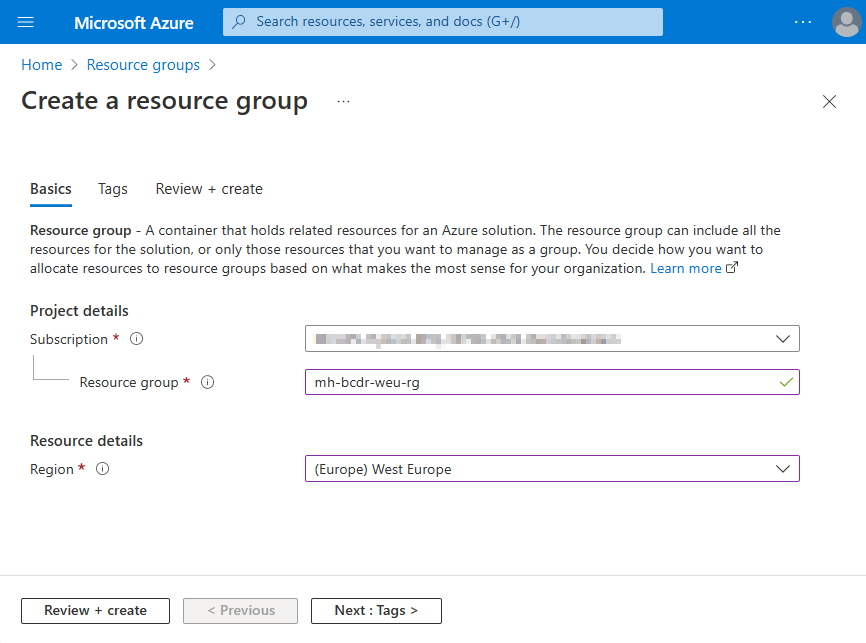 Microsoft Azure
Search resources, services, and docs (G+/)
Home > Resource groups >
Create a resource group ...
Basics Tags Review + create
Resource group - A container that holds related resources for an Azure solution. The resource group can include all the
resources for the solution, or only those resources that you want to manage as a group. You decide how you want to
allocate resources to resource groups based on what makes the most sense for your organization. Learn more
Project details
Subscription *
Resource group * mh-bcdr-weu-rg
Resource details
Region * (Europe) West Europe
Review + create < Previous Next : Tags >